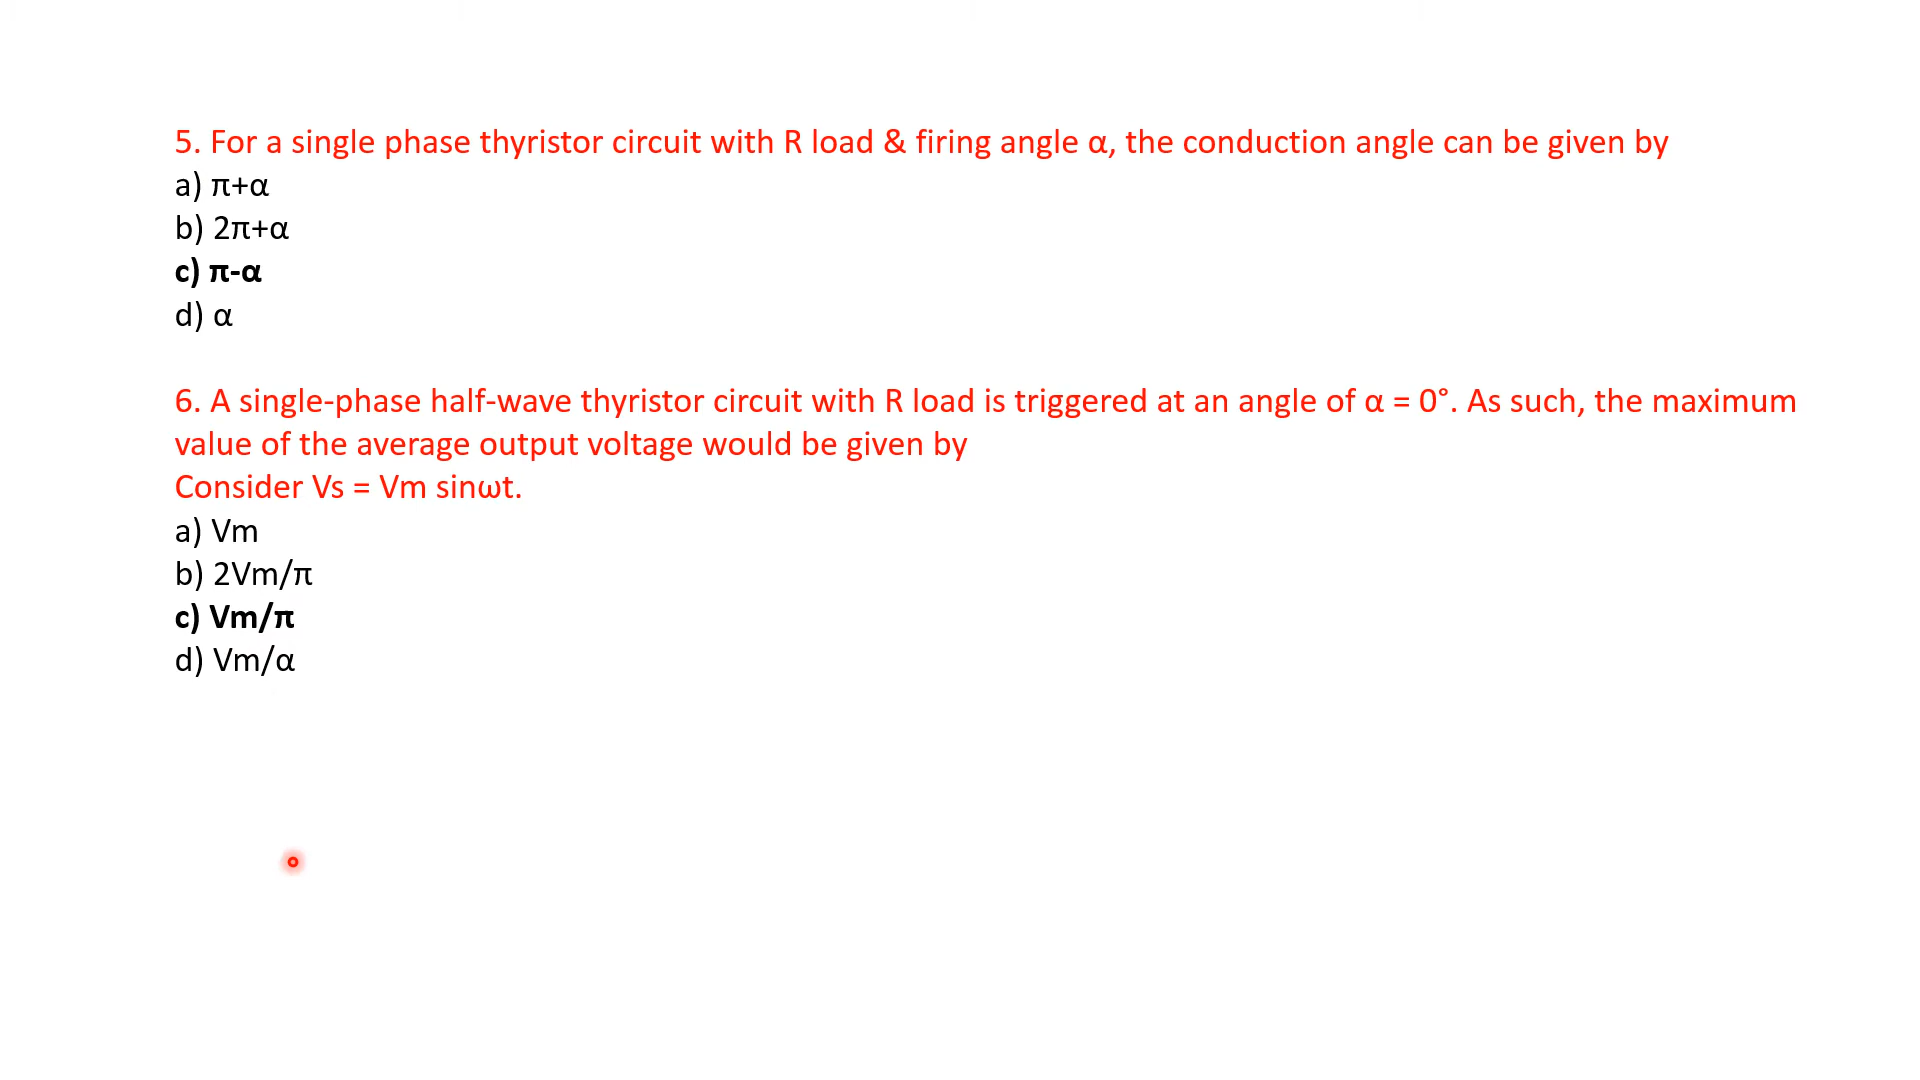 5. For a single phase thyristor circuit with R load & firing angle α, the conduction angle can be given by
a) π+α
b) 2π+α
c) π-α
d) α
6. A single-phase half-wave thyristor circuit with R load is triggered at an angle of α = 0°. As such, the maximum
value of the average output voltage would be given by
Consider Vs = Vm sinωt.
a) Vm
b) 2Vm/π
c) Vm/π
d) Vm/α